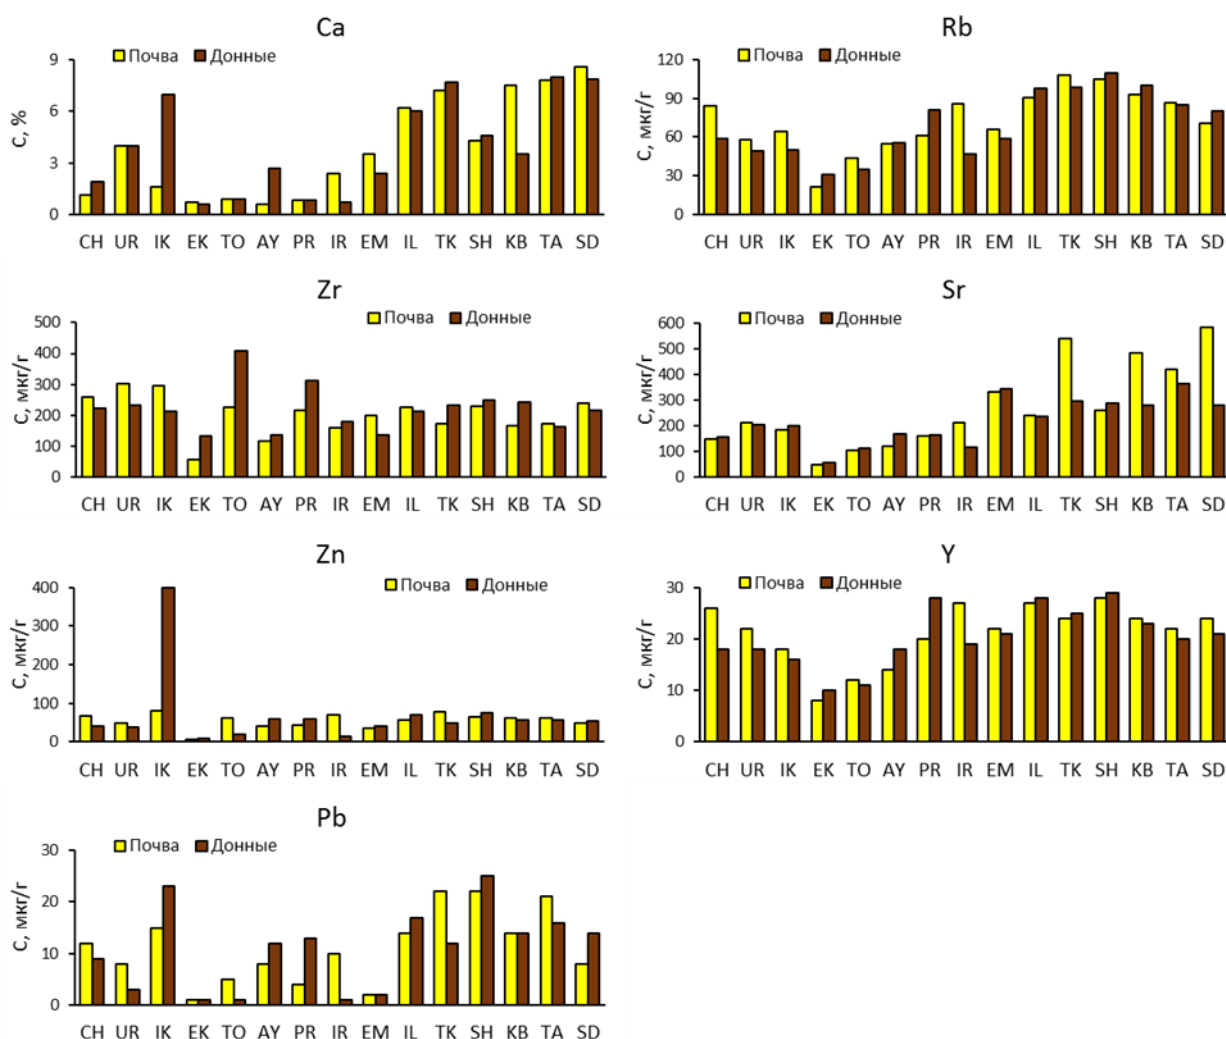 Ca
Почва Донные
C, %
9
6
3
0
CH UR IK EK TO AY PR IR EM IL TK SH KB TA SD
Rb
Почва Донные
C, мкг/г
120
90
60
30
0
CH UR IK EK TO AY PR IR EM IL TK SH KB TA SD
Zr
Почва Донные
C, мкг/г
500
400
300
200
100
0
CH UR IK EK TO AY PR IR EM IL TK SH KB TA SD
Sr
Почва Донные
C, мкг/г
600
500
400
300
200
100
0
CH UR IK EK TO AY PR IR EM IL TK SH KB TA SD
Zn
Почва Донные
C, мкг/г
400
300
200
100
0
CH UR IK EK TO AY PR IR EM IL TK SH KB TA SD
Y
Почва Донные
C, мкг/г
30
20
10
0
CH UR IK EK TO AY PR IR EM IL TK SH KB TA SD
Pb
Почва Донные
C, мкг/г
30
20
10
0
CH UR IK EK TO AY PR IR EM IL TK SH KB TA SD